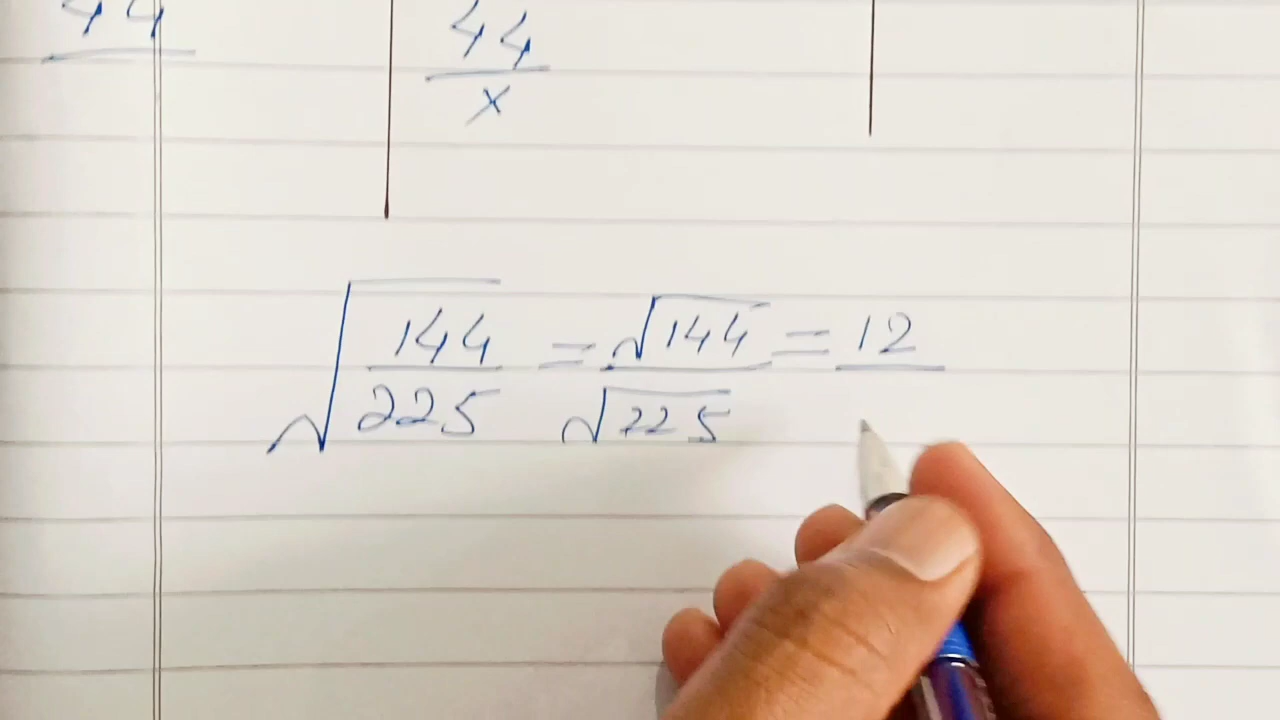 44 44
x
√144/225 = √144/√225 = 12